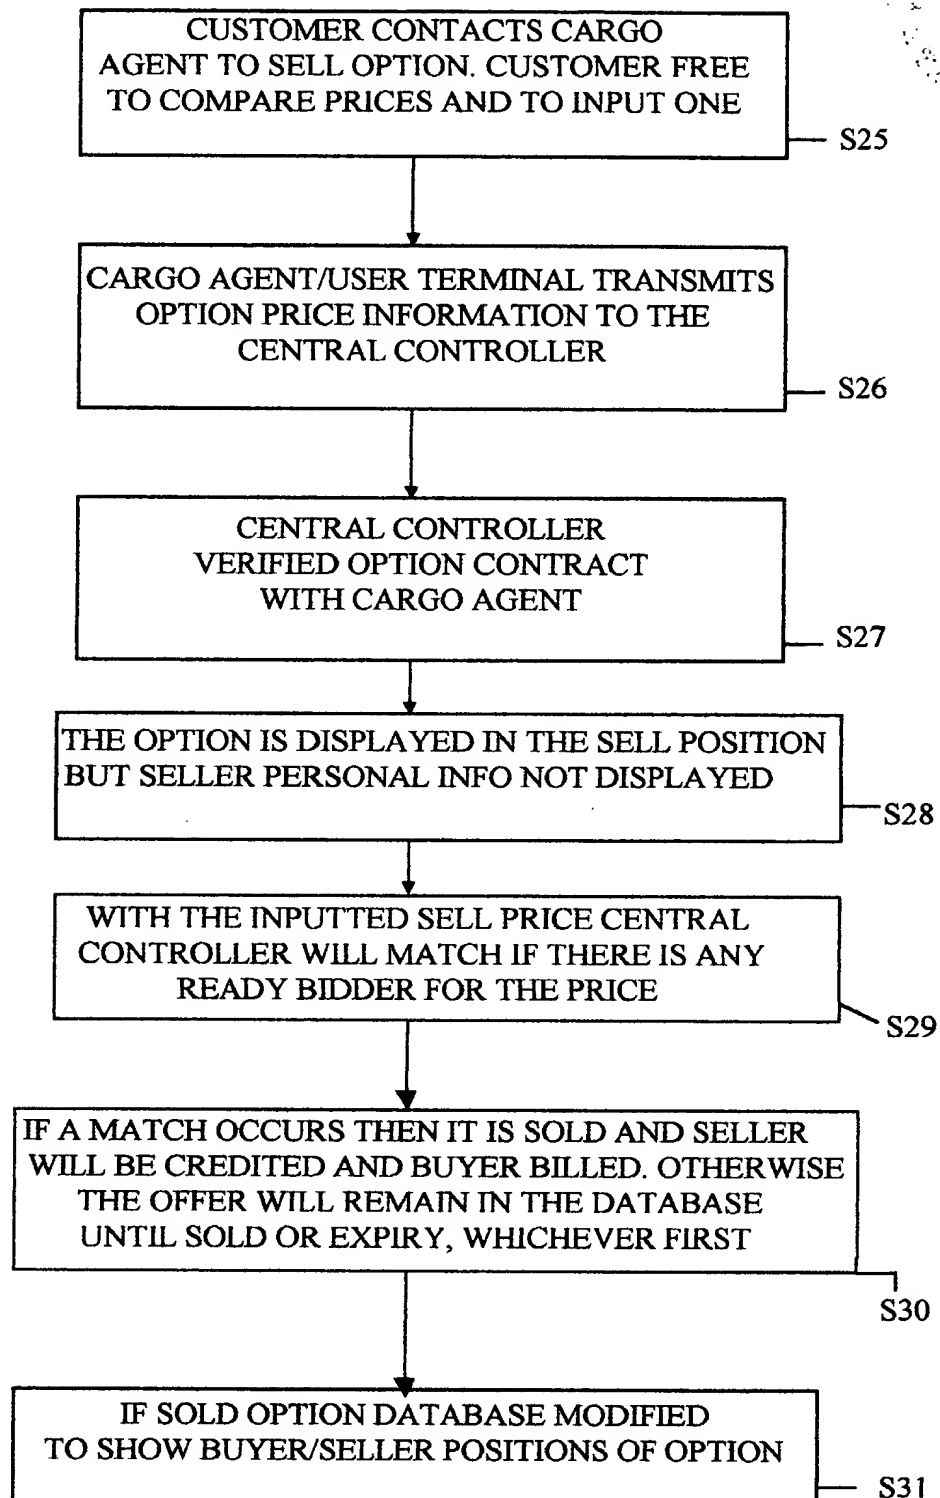 CUSTOMER CONTACTS CARGO
AGENT TO SELL OPTION. CUSTOMER FREE
TO COMPARE PRICES AND TO INPUT ONE
S25
CARGO AGENT/USER TERMINAL TRANSMITS
OPTION PRICE INFORMATION TO THE
CENTRAL CONTROLLER
S26
CENTRAL CONTROLLER
VERIFIED OPTION CONTRACT
WITH CARGO AGENT
S27
THE OPTION IS DISPLAYED IN THE SELL POSITION
BUT SELLER PERSONAL INFO NOT DISPLAYED
S28
WITH THE INPUTTED SELL PRICE CENTRAL
CONTROLLER WILL MATCH IF THERE IS ANY
READY BIDDER FOR THE PRICE
S29
IF A MATCH OCCURS THEN IT IS SOLD AND SELLER
WILL BE CREDITED AND BUYER BILLED. OTHERWISE
THE OFFER WILL REMAIN IN THE DATABASE
UNTIL SOLD OR EXPIRY, WHICHEVER FIRST
S30
IF SOLD OPTION DATABASE MODIFIED
TO SHOW BUYER/SELLER POSITIONS OF OPTION
S31